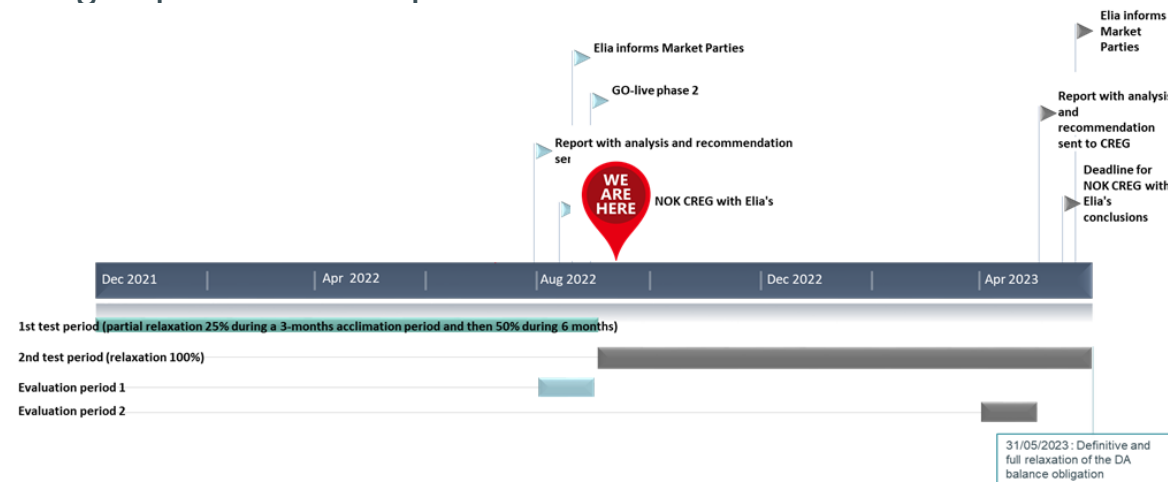 Elia informs
Market
Parties
Elia informs Market Parties
GO-live phase 2
Report with analysis
and
recommendation
sent to CREG
Report with analysis and recommendation
Deadline for
NOK CREG with
Elia's
conclusions
WE
ARE
HERE
NOK CREG with Elia's
Dec 2021
Apr 2022
Aug 2022
Dec 2022
Apr 2023
1st test period (partial relaxation 25% during a 3-months acclimation period and then 50% during 6 months)
2nd test period (relaxation 100%)
Evaluation period 1
Evaluation period 2
31/05/2023 : Definitive and
full relaxation of the DA
balance obligation